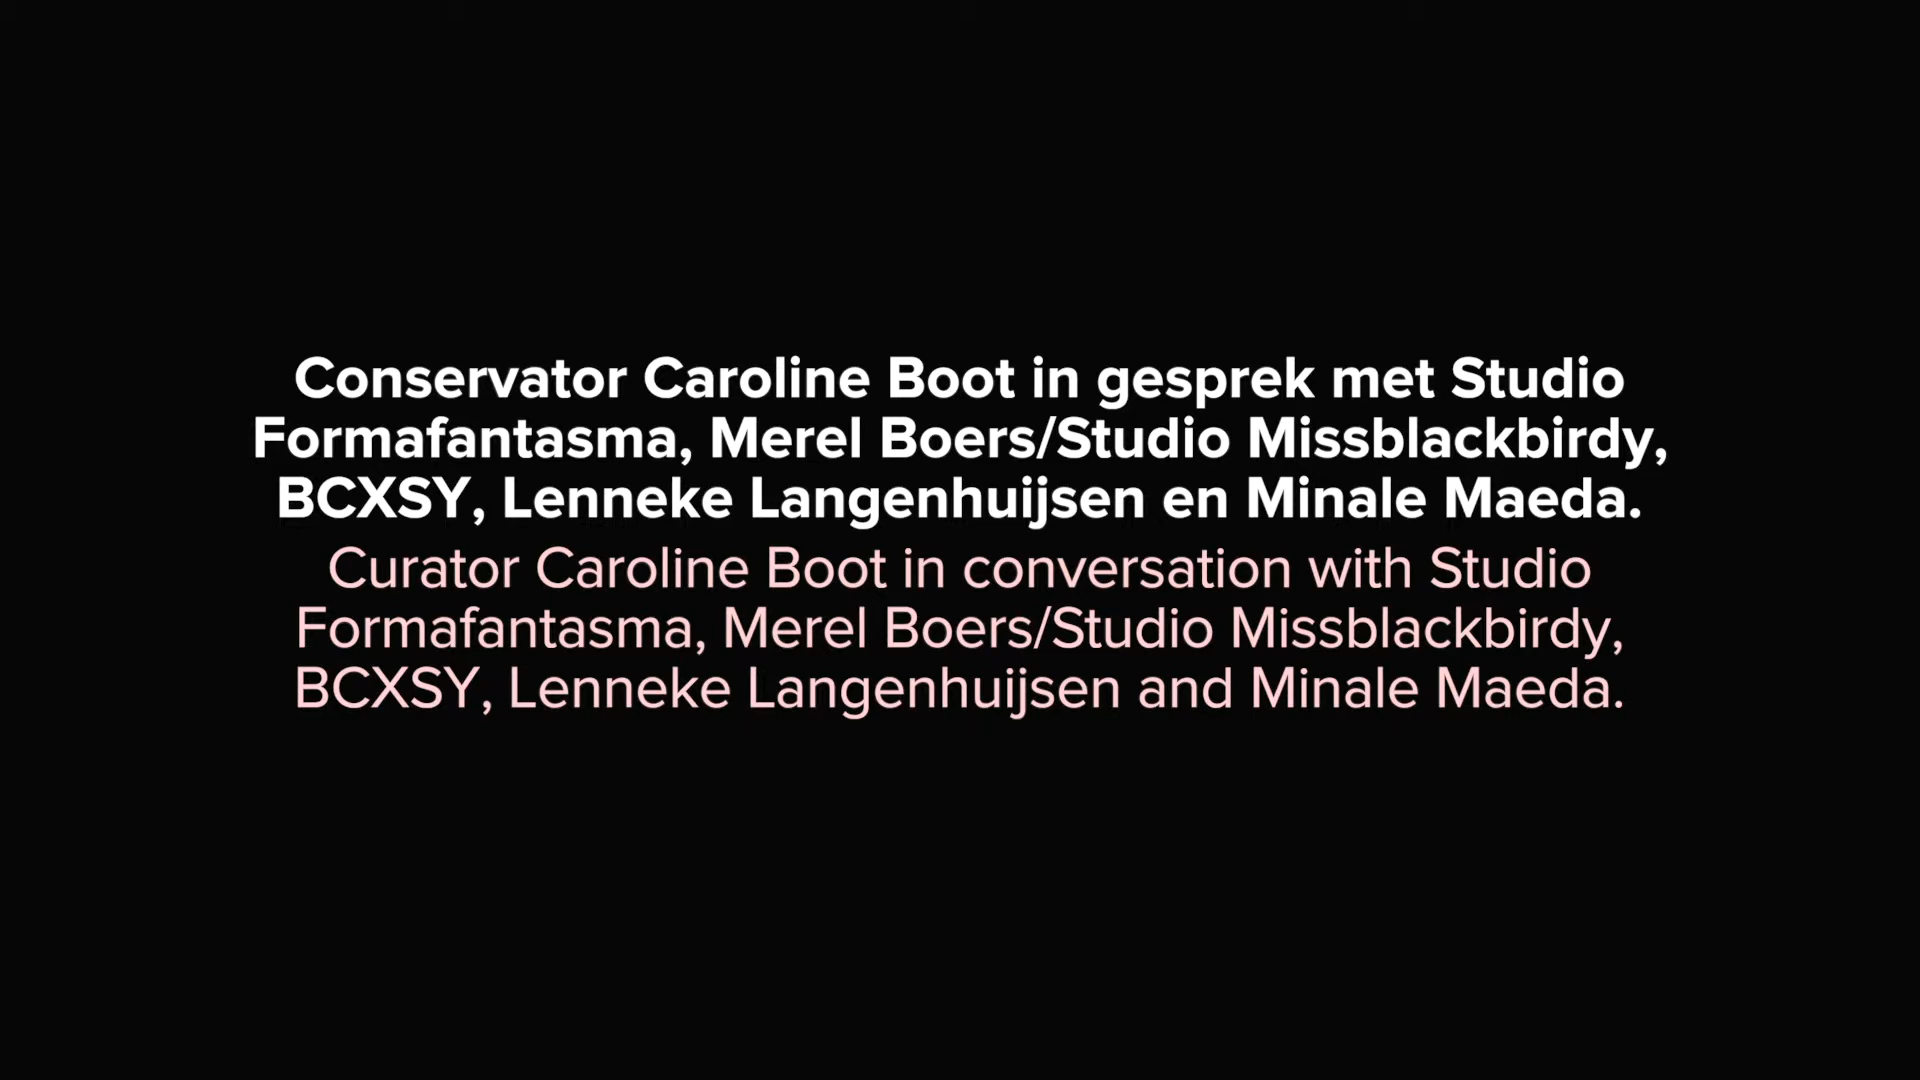 Conservator Caroline Boot in gesprek met Studio
Formafantasma, Merel Boers/Studio Missblackbirdy,
BCXSY, Lenneke Langenhuijsen en Minale Maeda.
Curator Caroline Boot in conversation with Studio
Formafantasma, Merel Boers/Studio Missblackbirdy,
BCXSY, Lenneke Langenhuijsen and Minale Maeda.